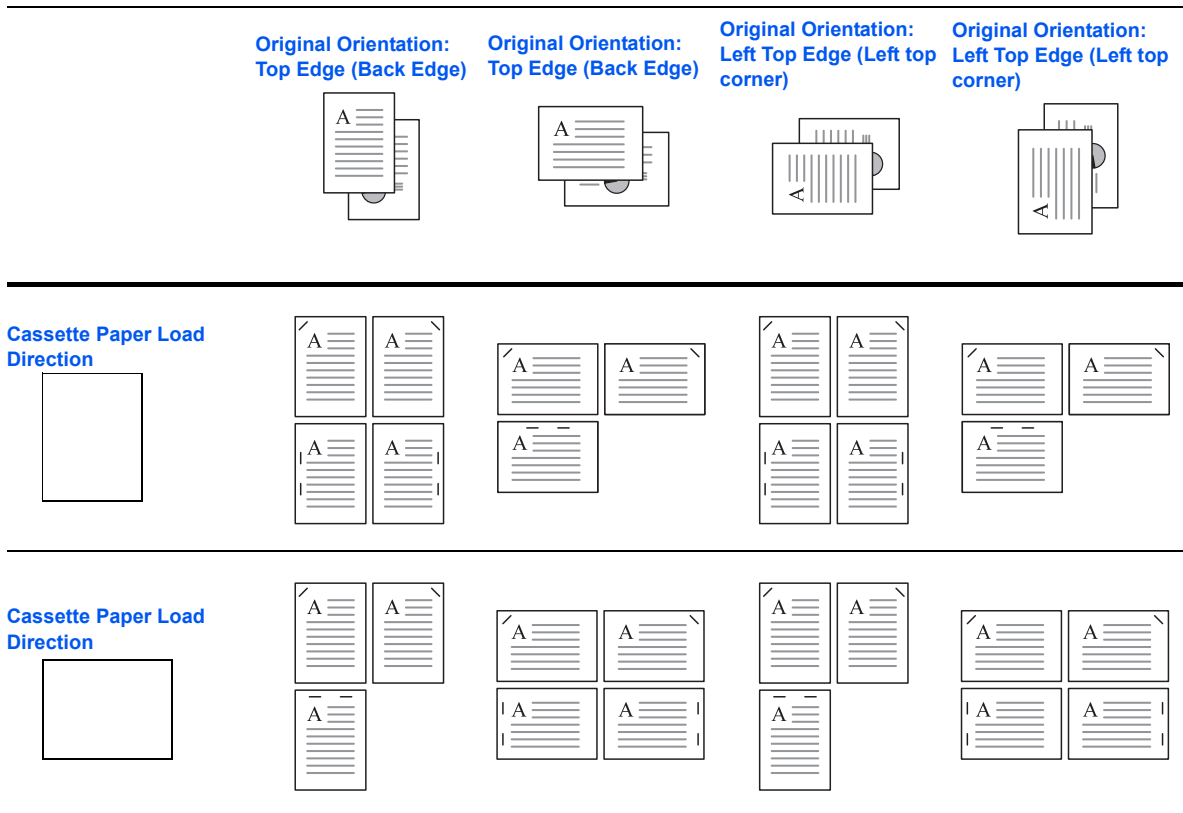 Original Orientation:
Top Edge (Back Edge)
Original Orientation:
Top Edge (Back Edge)
Original Orientation:
Left Top Edge (Left top
corner)
Original Orientation:
Left Top Edge (Left top
corner)
A
A
A
A
Cassette Paper Load
Direction
A A
A A
A A
A
A A
A A
A A
A
Cassette Paper Load
Direction
A A
A
A A
A A
A A
A
A A
A A